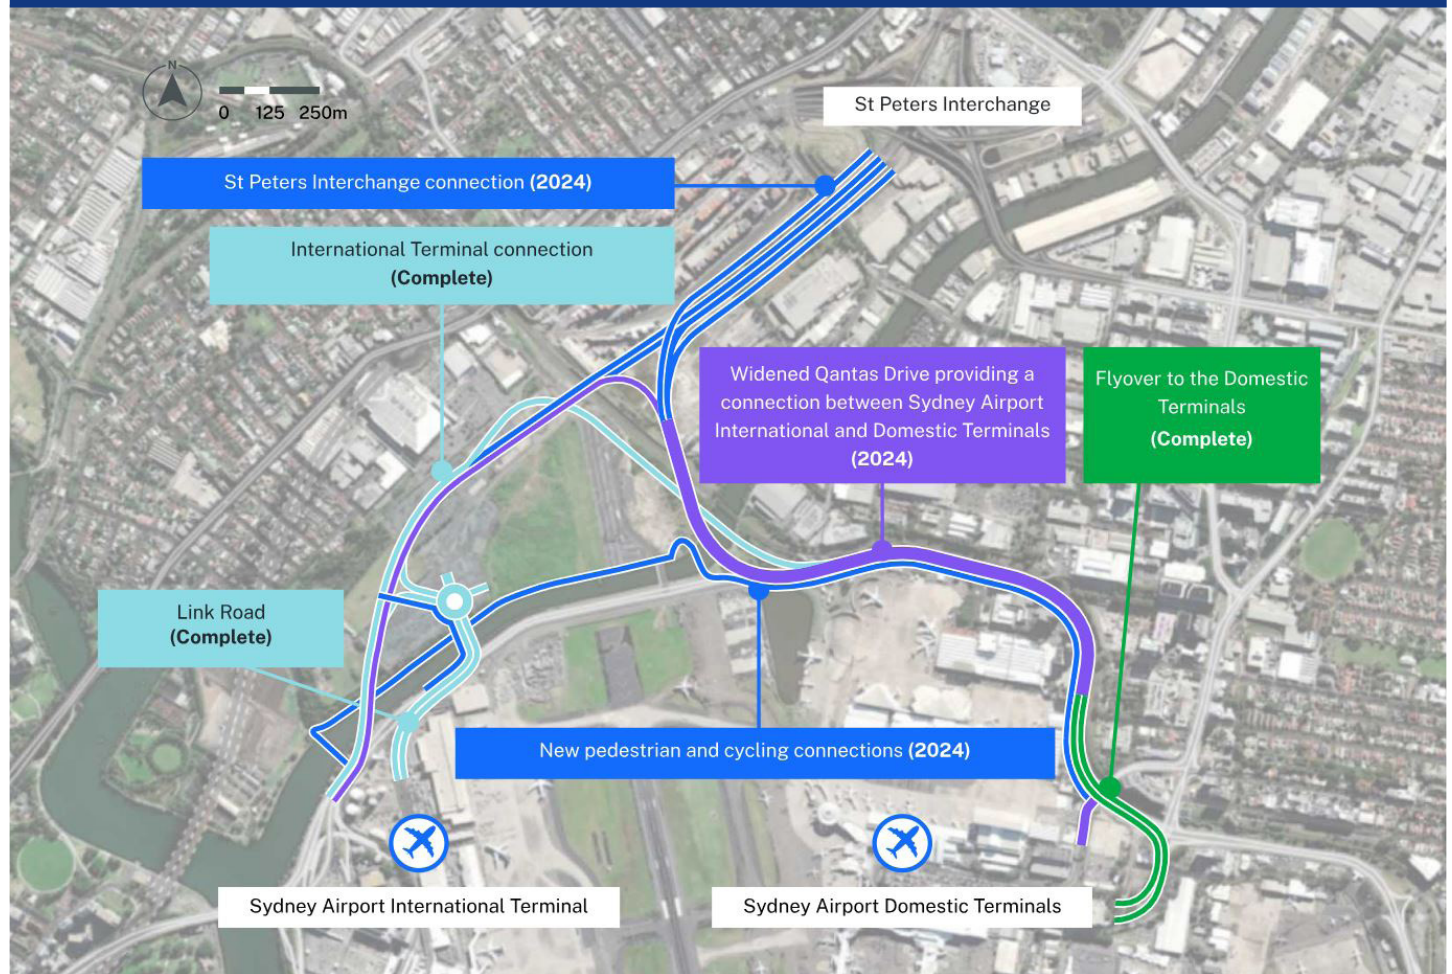 N
0 125 250m
St Peters Interchange
St Peters Interchange connection (2024)
International Terminal connection
(Complete)
Widened Qantas Drive providing a
connection between Sydney Airport
International and Domestic Terminals
(2024)
Flyover to the Domestic
Terminals
(Complete)
Link Road
(Complete)
New pedestrian and cycling connections (2024)
Sydney Airport International Terminal
Sydney Airport Domestic Terminals